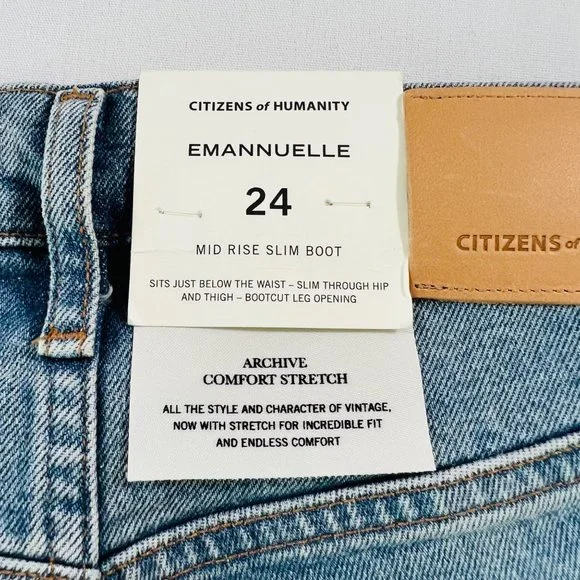 CITIZENS of HUMANITY
EMANNUELLE
24
MID RISE SLIM BOOT
SITS JUST BELOW THE WAIST – SLIM THROUGH HIP
AND THIGH – BOOTCUT LEG OPENING
ARCHIVE
COMFORT STRETCH
ALL THE STYLE AND CHARACTER OF VINTAGE,
NOW WITH STRETCH FOR INCREDIBLE FIT
AND ENDLESS COMFORT
CITIZENS of